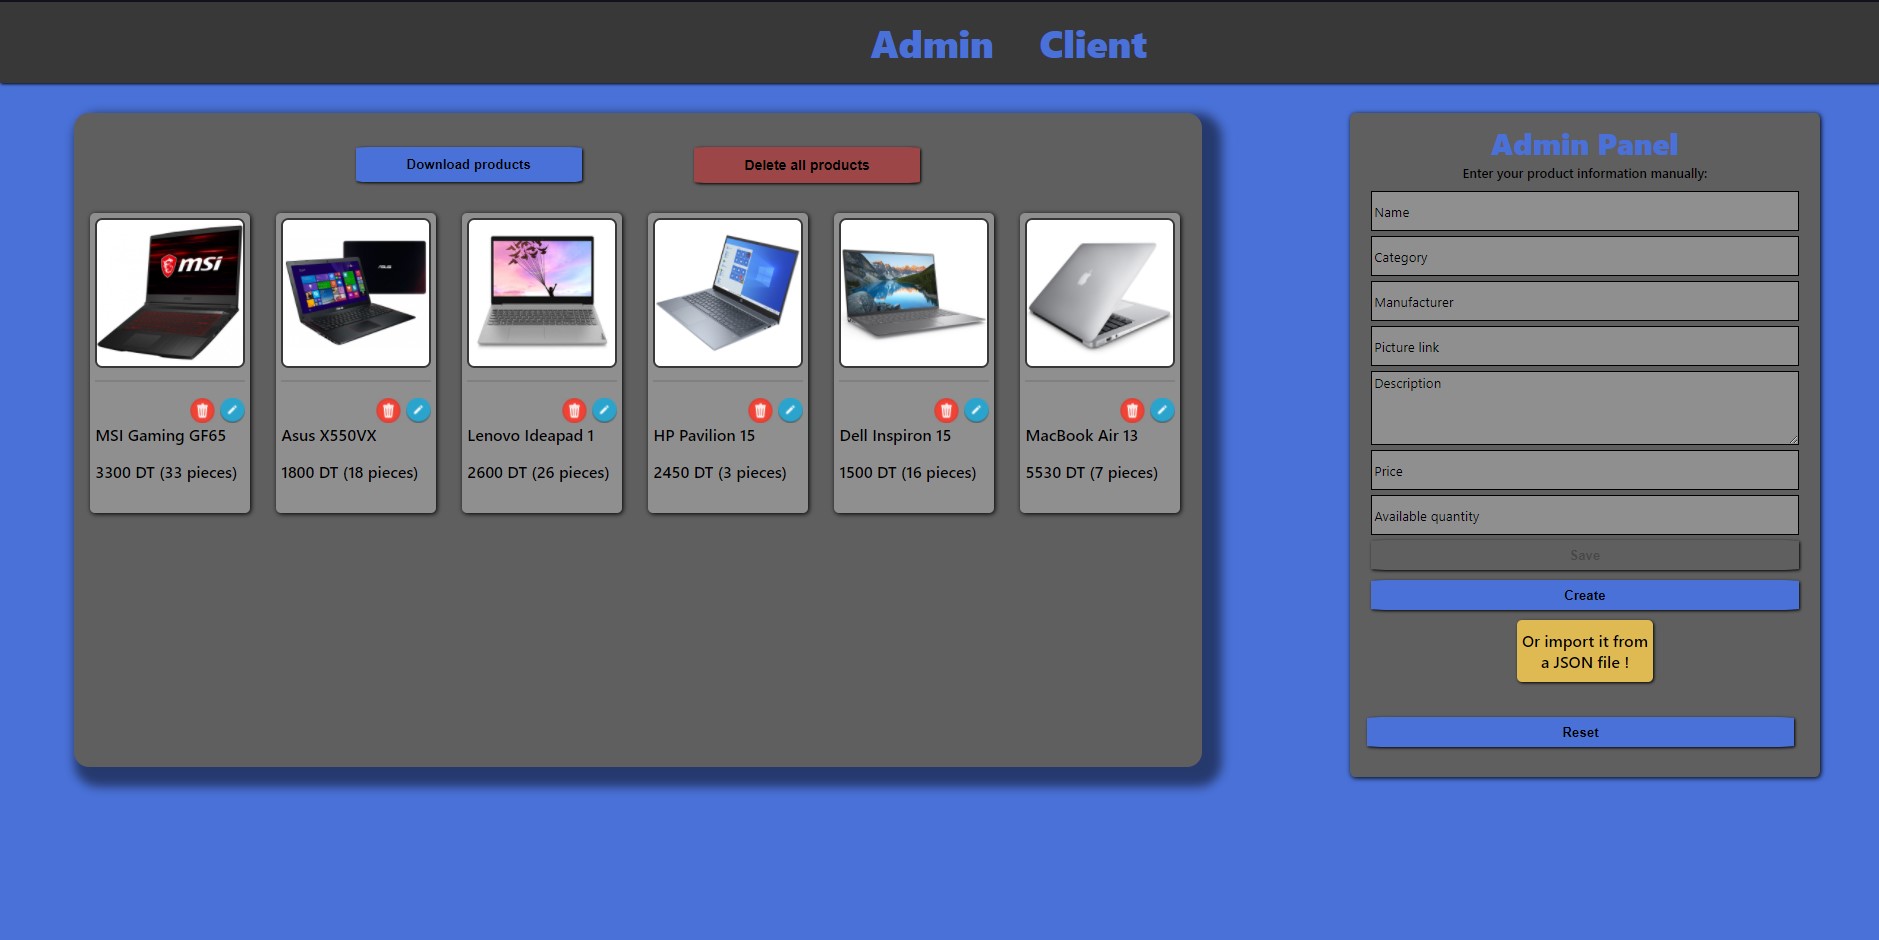 Admin Client
Download products
Delete all products
msi
MSI Gaming GF65
3300 DT (33 pieces)
Asus X550VX
1800 DT (18 pieces)
Lenovo Ideapad 1
2600 DT (26 pieces)
HP Pavilion 15
2450 DT (3 pieces)
Dell Inspiron 15
1500 DT (16 pieces)
MacBook Air 13
5530 DT (7 pieces)
Admin Panel
Enter your product information manually:
Name
Category
Manufacturer
Picture link
Description
Price
Available quantity
Save
Create
Or import it from
a JSON file !
Reset